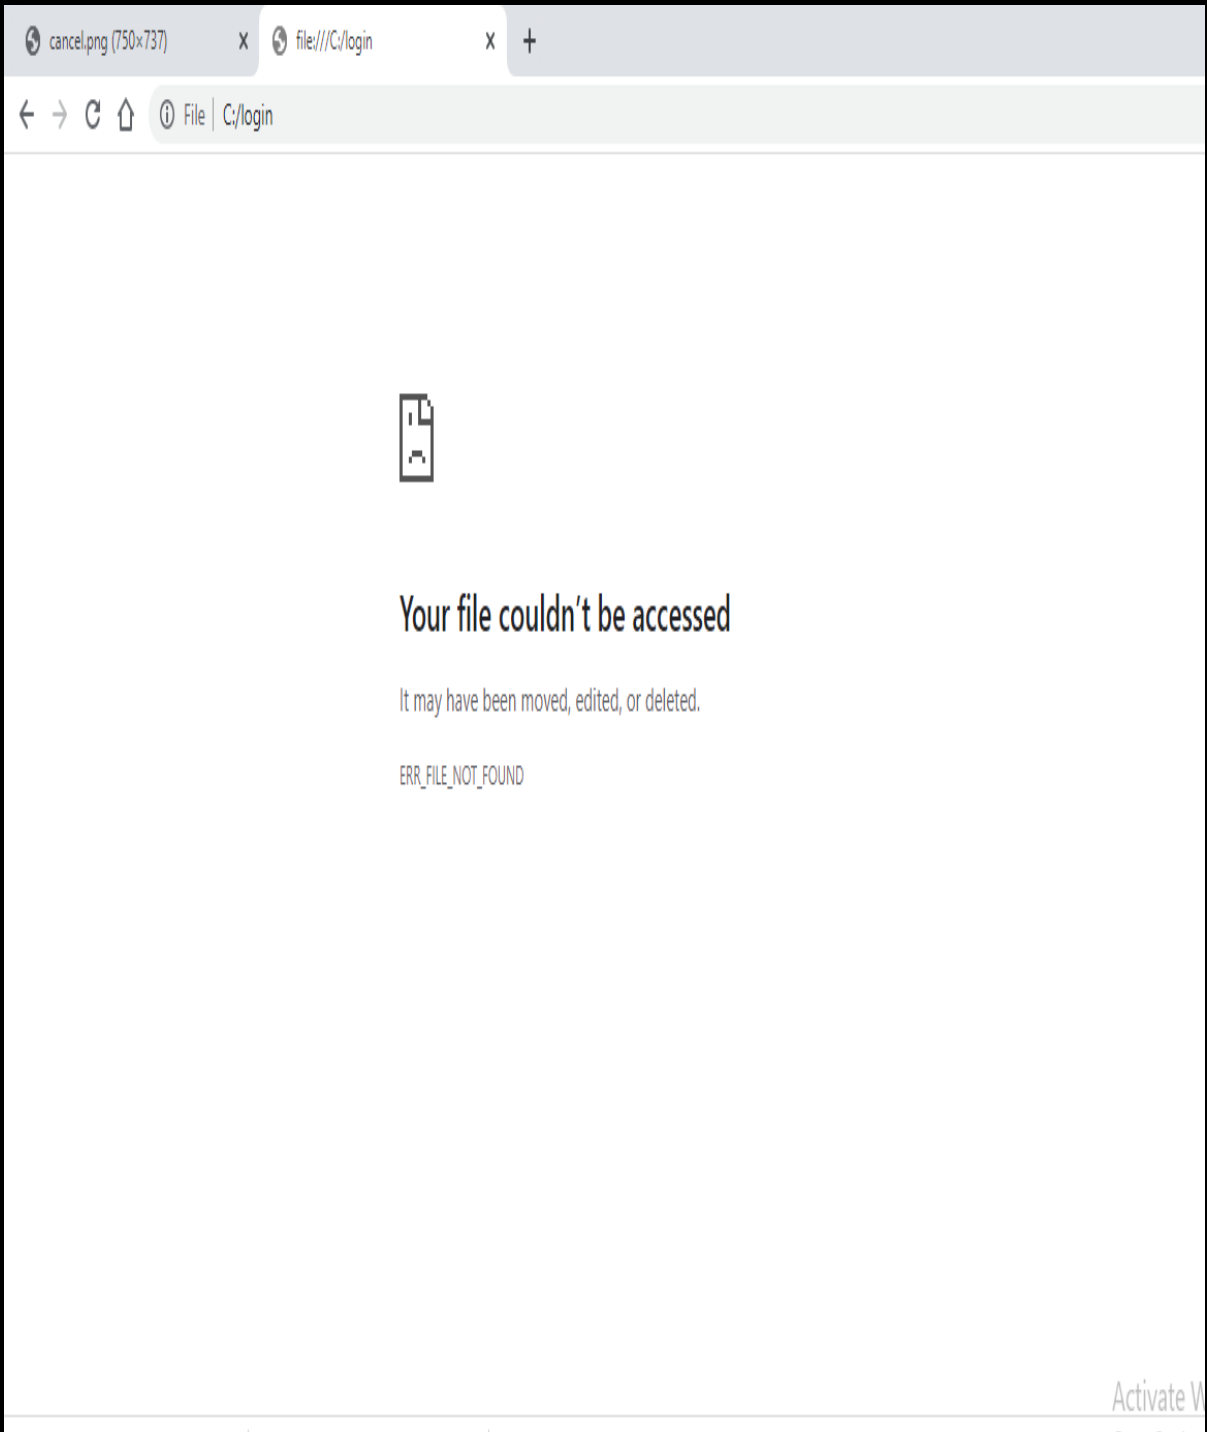 cancel.png (750×737)
file:///C:/login
File | C:/login
Your file couldn't be accessed
It may have been moved, edited, or deleted.
ERR_FILE_NOT_FOUND
Activate W